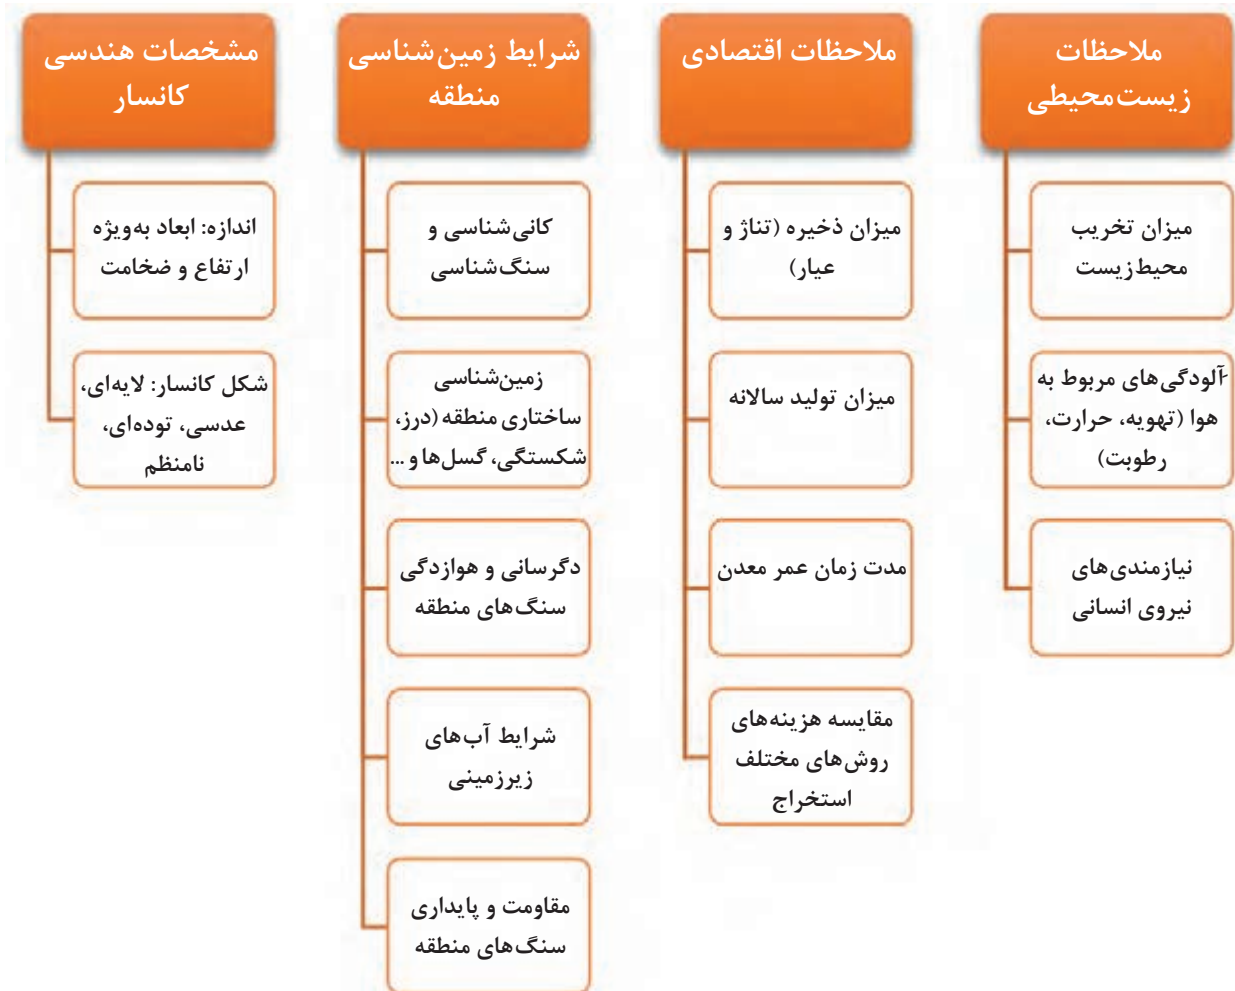 ملاحظات
زیست‌محیطی
میزان تخریب
محیط‌زیست
آلودگی‌های مربوط به
هوا (تهویه، حرارت،
رطوبت)
نیازمندی‌های
نیروی انسانی
ملاحظات اقتصادی
میزان ذخیره (تناژ و
عیار)
میزان تولید سالانه
مدت زمان عمر معدن
مقایسه هزینه‌های
روش‌های مختلف
استخراج
شرایط زمین‌شناسی
منطقه
کانی‌شناسی و
سنگ‌شناسی
زمین‌شناسی
ساختاری منطقه (درز،
شکستگی، گسل‌ها و ...
دگرسانی و هوازدگی
سنگ‌های منطقه
شرایط آب‌های
زیرزمینی
مقاومت و پایداری
سنگ‌های منطقه
مشخصات هندسی
کانسار
اندازه: ابعاد به‌ویژه
ارتفاع و ضخامت
شکل کانسار: لایه‌ای،
عدسی، توده‌ای،
نامنظم